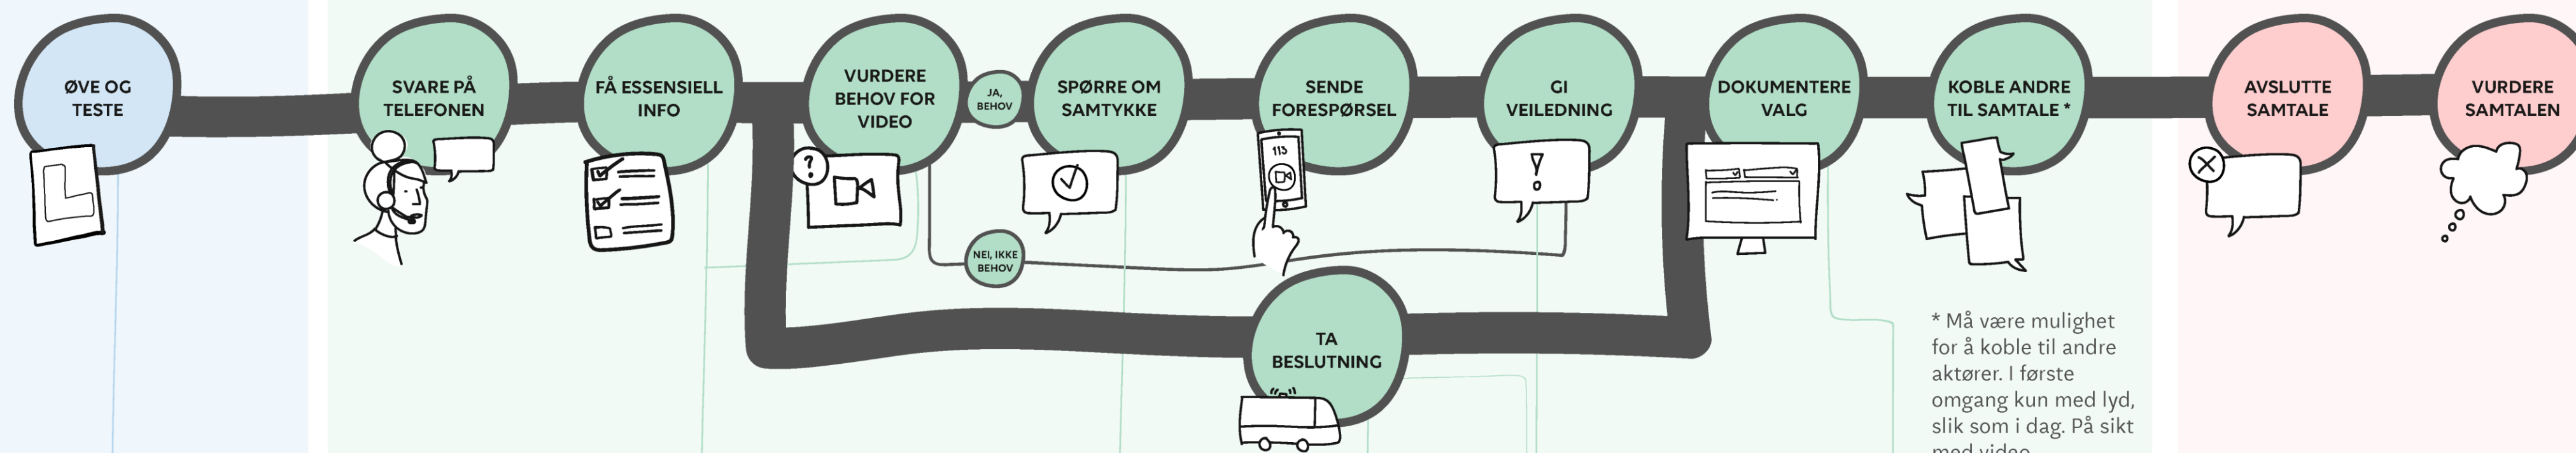 ØVE OG
TESTE
SVARE PÅ
TELEFONEN
FÅ ESSENSIELL
INFO
VURDERE
BEHOV FOR
VIDEO
JA,
BEHOV
NEI, IKKE
BEHOV
SPØRRE OM
SAMTYKKE
SENDE
FORESPØRSEL
113
GI
VEILEDNING
TA
BESLUTNING
DOKUMENTERE
VALG
KOBLE ANDRE
TIL SAMTALE *
* Må være mulighet
for å koble til andre
aktører. I første
omgang kun med lyd,
slik som i dag. På sikt
med video
AVSLUTTE
SAMTALE
VURDERE
SAMTALEN